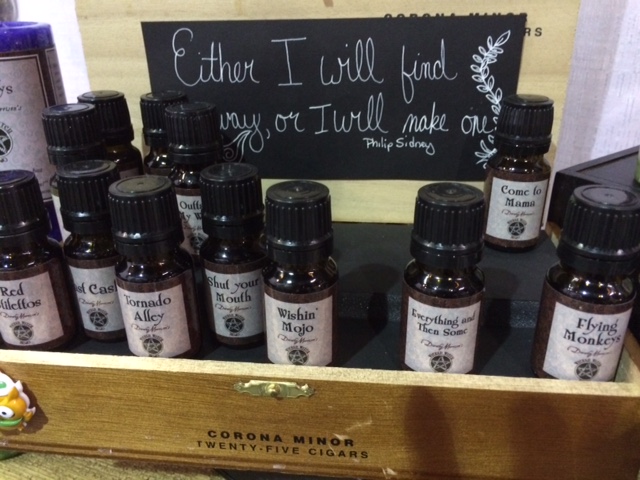 CORONA MINOR
Either I will find
way, or I will make one
Philip Sidney
Come to
Mama
Red
Tornado
Alley
Shut your
Mouth
Wishin'
Mojo
Everything and
Then Some
Flying
Monkeys
CORONA MINOR
TWENTY-FIVE CIGARS